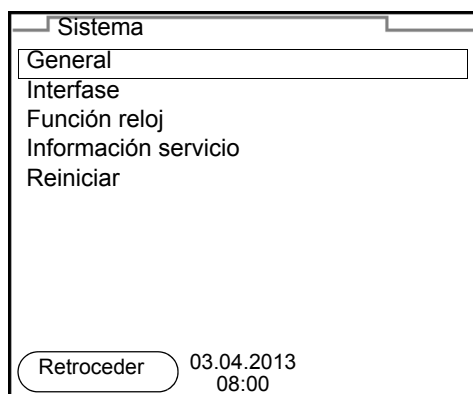 Sistema
General
Interfase
Función reloj
Información servicio
Reiniciar
Retroceder
03.04.2013
08:00